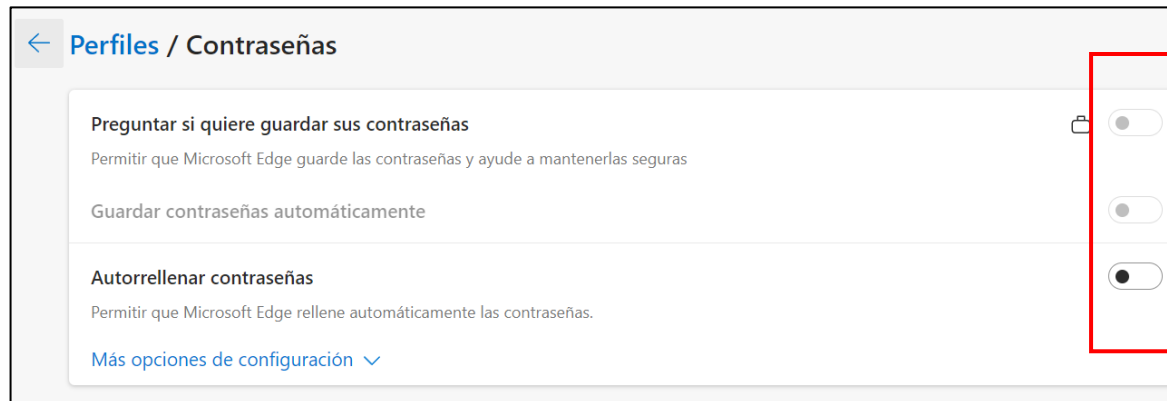 Perfiles / Contraseñas
Preguntar si quiere guardar sus contraseñas
Permitir que Microsoft Edge guarde las contraseñas y ayude a mantenerlas seguras
Guardar contraseñas automáticamente
Autorrellenar contraseñas
Permitir que Microsoft Edge rellene automáticamente las contraseñas.
Más opciones de configuración